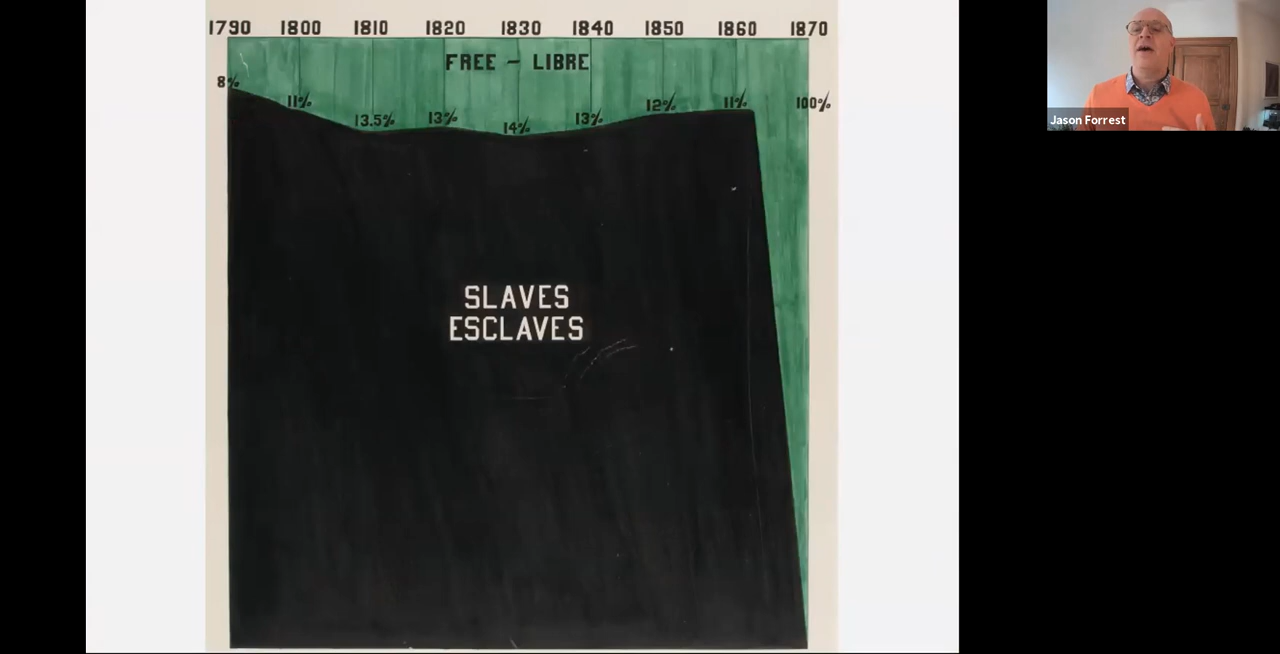 1790 1800 1810 1820 1830 1840 1850 1860 1870
FREE – LIBRE
8%
11%
13.5%
13%
14%
13%
12%
11%
100%
SLAVES
ESCLAVES
Jason Forrest